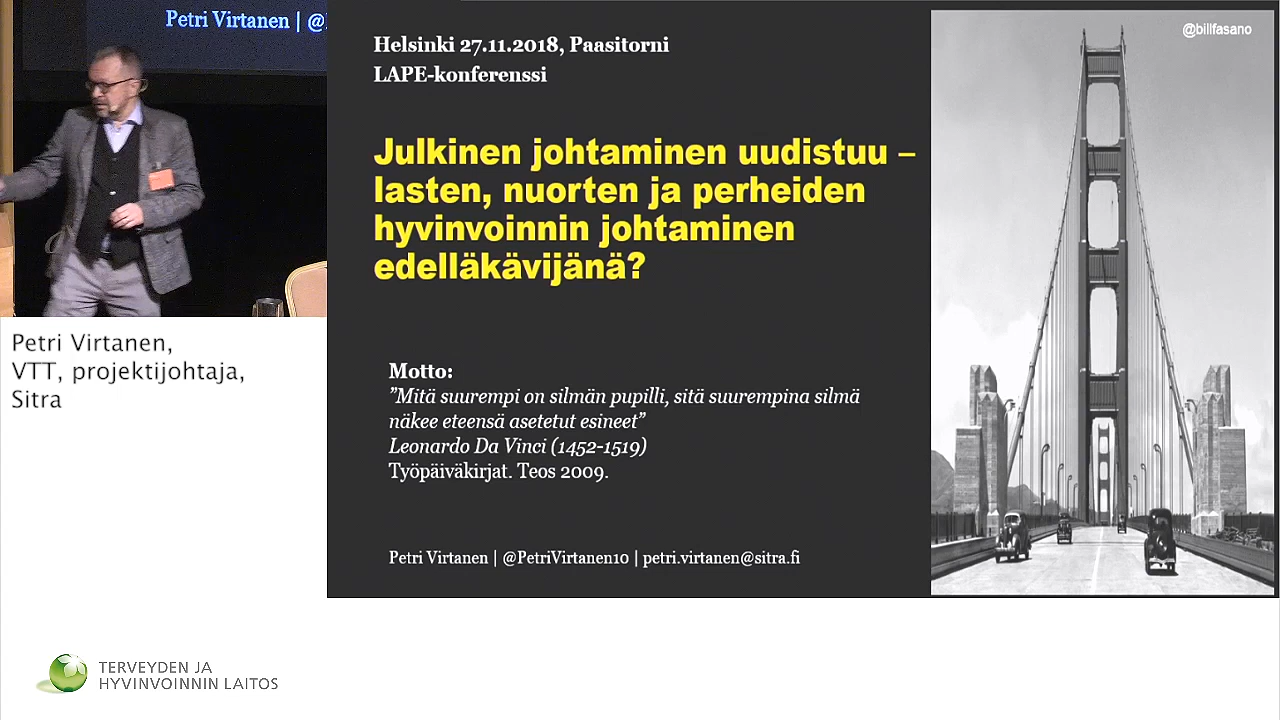 Petri Virtanen | @
Petri Virtanen,
VTT, projektijohtaja,
Sitra
TERVEYDEN JA
HYVINVOINNIN LAITOS
Helsinki 27.11.2018, Paasitorni
LAPE-konferenssi
Julkinen johtaminen uudistuu –
lasten, nuorten ja perheiden
hyvinvoinnin johtaminen
edelläkävijänä?
Motto:
”Mitä suurempi on silmän pupilli, sitä suurempina silmä
näkee eteensä asetetut esineet”
Leonardo Da Vinci (1452-1519)
Työpäiväkirjat. Teos 2009.
Petri Virtanen | @PetriVirtanen10 | petri.virtanen@sitra.fi
@billfasano